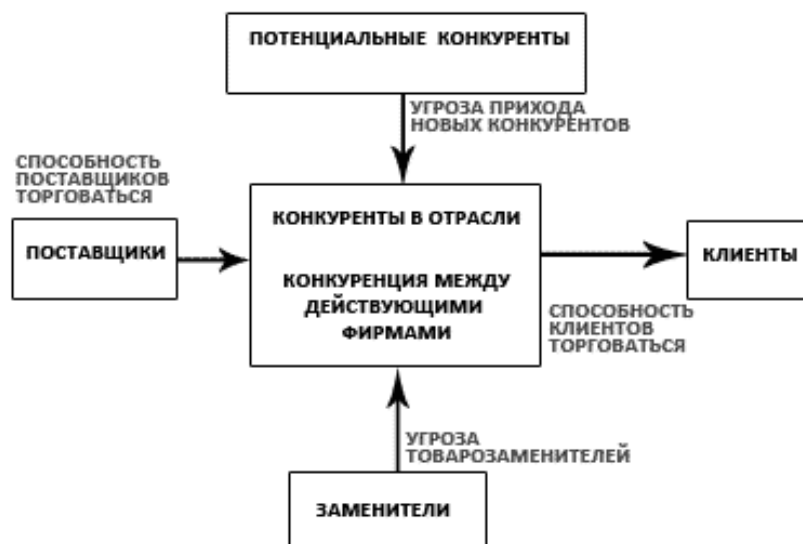 ПОТЕНЦИАЛЬНЫЕ КОНКУРЕНТЫ
УГРОЗА ПРИХОДА
НОВЫХ КОНКУРЕНТОВ
СПОСОБНОСТЬ
ПОСТАВЩИКОВ
ТОРГОВАТЬСЯ
ПОСТАВЩИКИ
КОНКУРЕНТЫ В ОТРАСЛИ
КОНКУРЕНЦИЯ МЕЖДУ
ДЕЙСТВУЮЩИМИ
ФИРМАМИ
КЛИЕНТЫ
СПОСОБНОСТЬ
КЛИЕНТОВ
ТОРГОВАТЬСЯ
УГРОЗА
ТОВАРОЗАМЕНИТЕЛЕЙ
ЗАМЕНИТЕЛИ